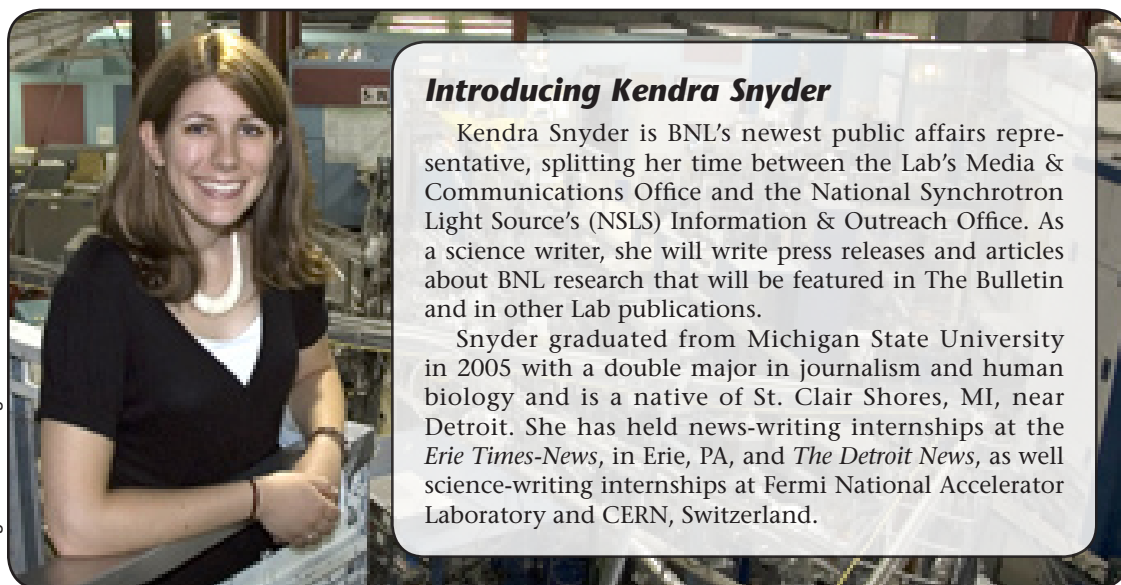 Introducing Kendra Snyder
Kendra Snyder is BNL's newest public affairs repre-
sentative, splitting her time between the Lab's Media &
Communications Office and the National Synchrotron
Light Source's (NSLS) Information & Outreach Office. As
a science writer, she will write press releases and articles
about BNL research that will be featured in The Bulletin
and in other Lab publications.
Snyder graduated from Michigan State University
in 2005 with a double major in journalism and human
biology and is a native of St. Clair Shores, MI, near
Detroit. She has held news-writing internships at the
Erie Times-News, in Erie, PA, and The Detroit News, as well
science-writing internships at Fermi National Accelerator
Laboratory and CERN, Switzerland.